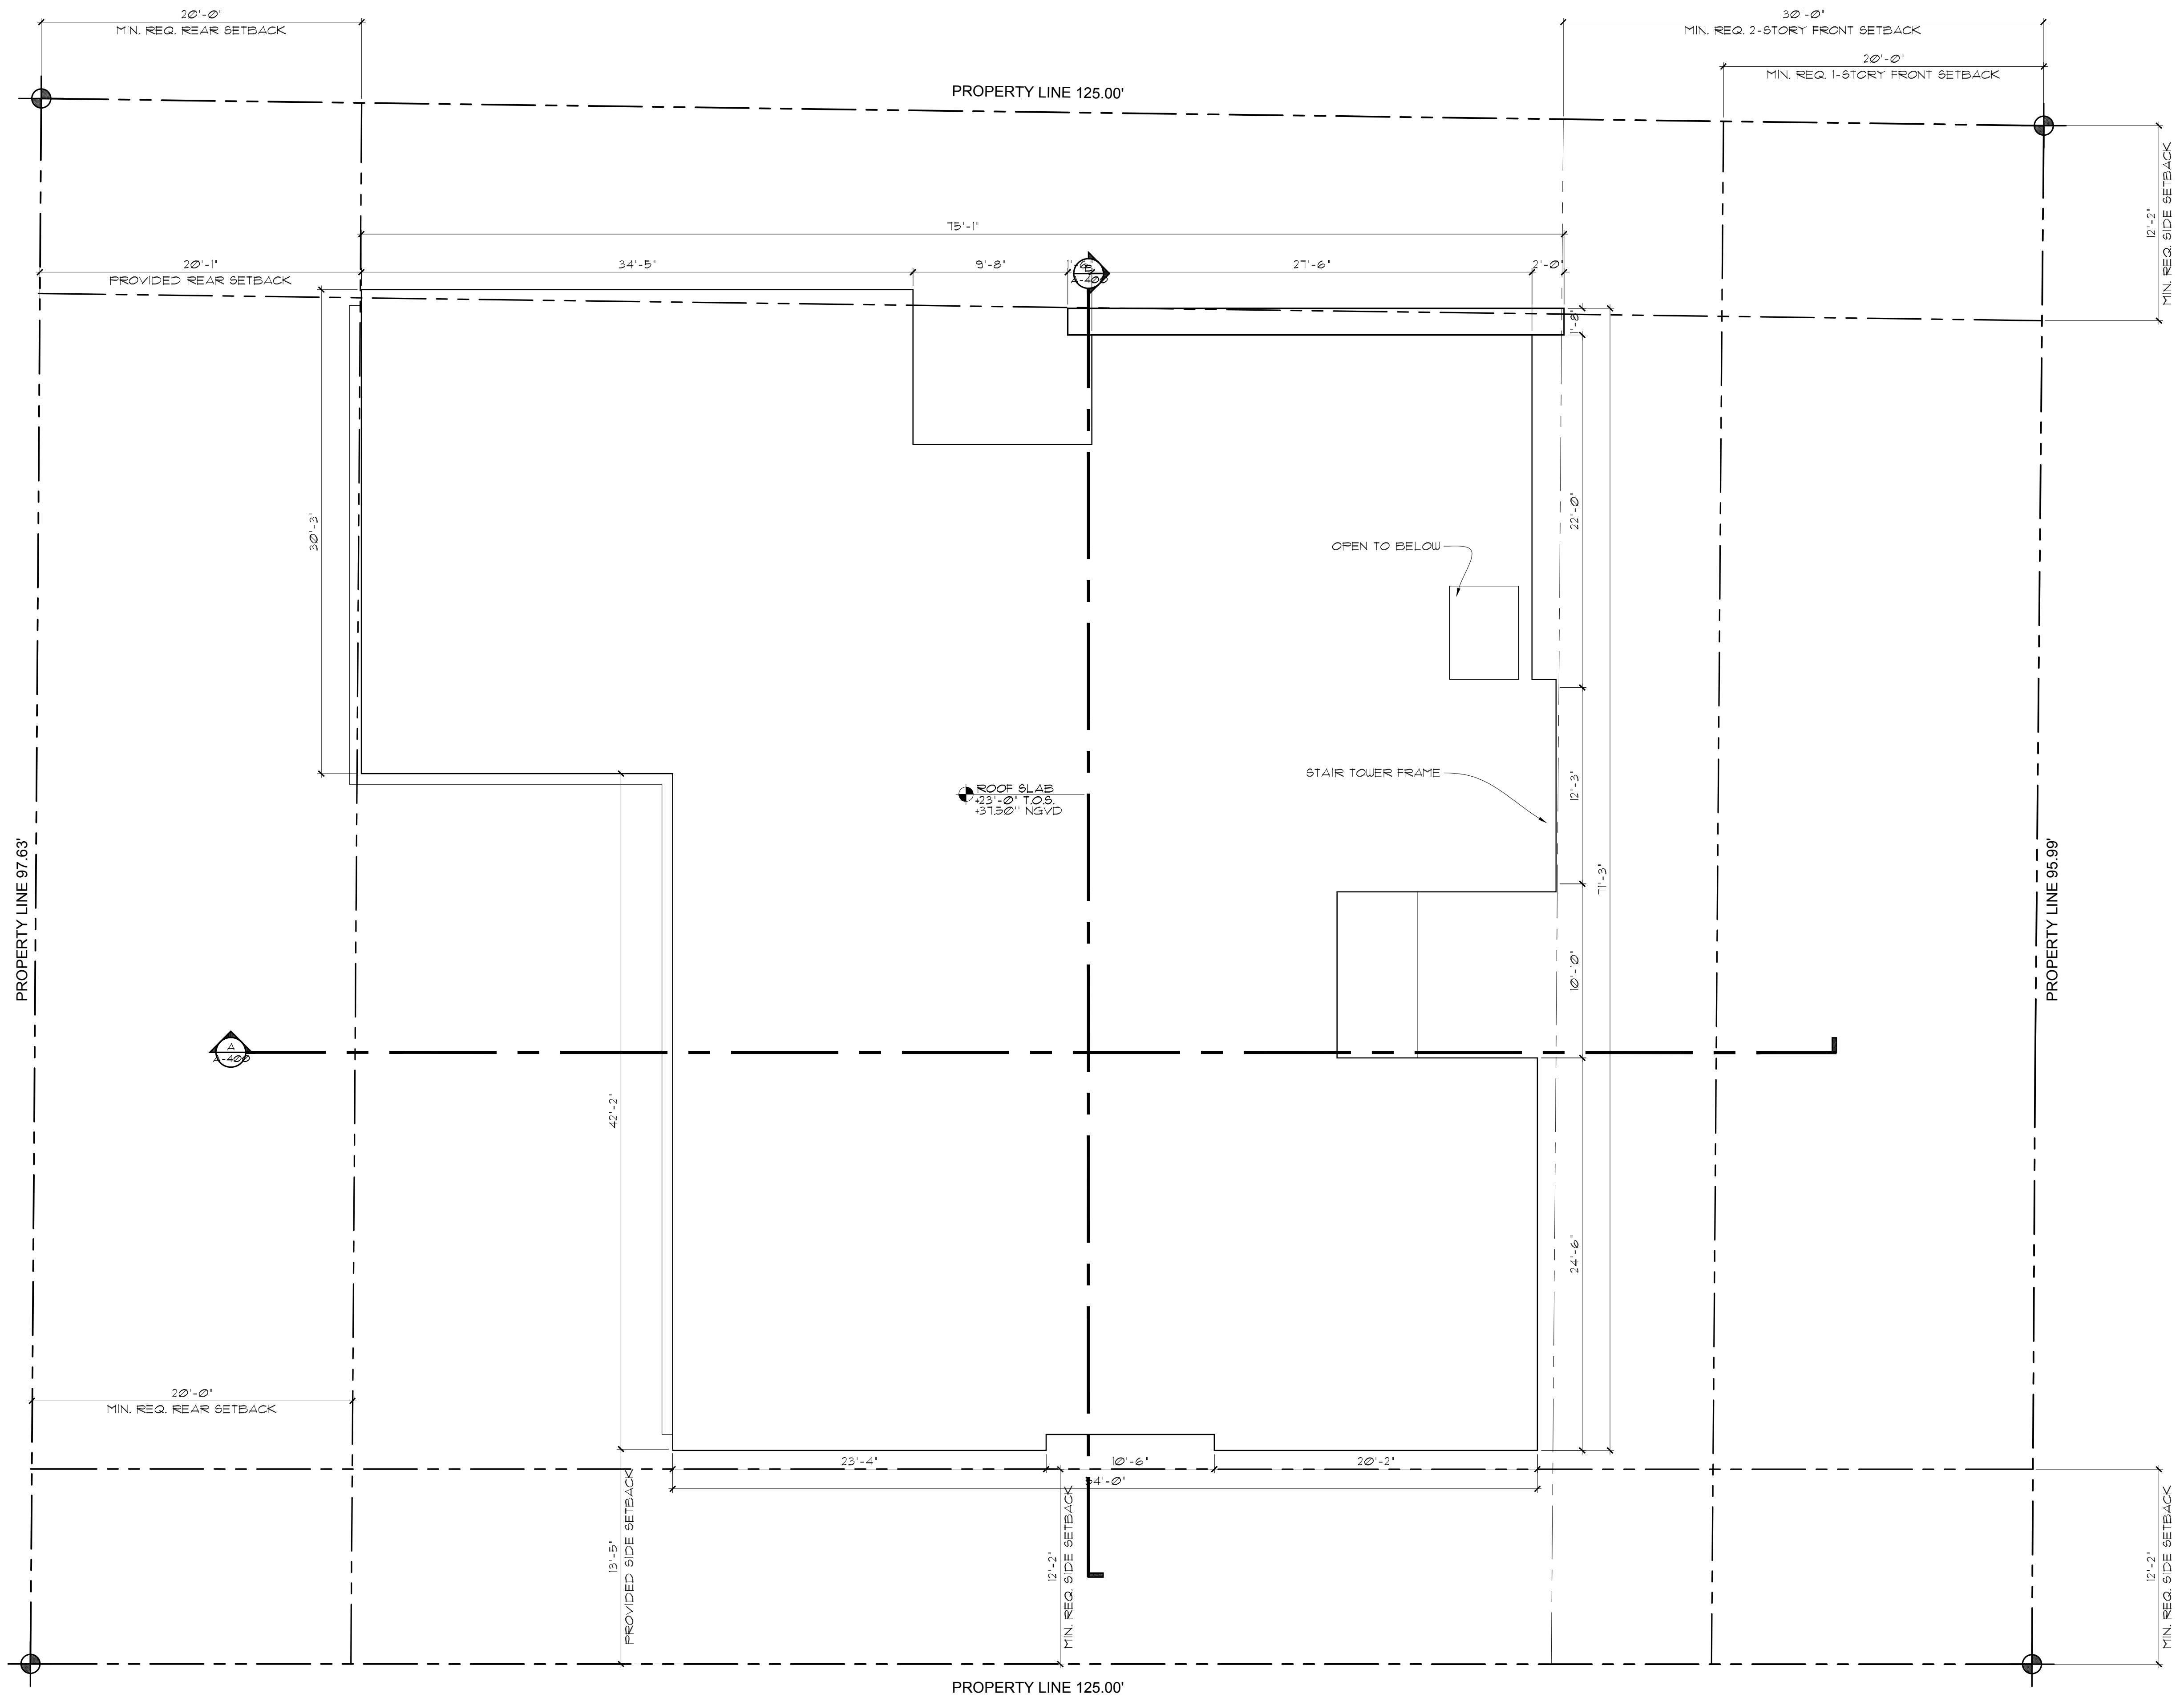 20'-0"
MIN. REQ. REAR SETBACK
30'-0"
MIN. REQ. 2-STORY FRONT SETBACK
20'-0"
MIN. REQ. 1-STORY FRONT SETBACK
PROPERTY LINE 125.00'
12'-2"
MIN. REQ. SIDE SETBACK
75'-1"
20'-1"
PROVIDED REAR SETBACK
34'-5"
9'-8"
27'-6"
2'-0"
A-400
1'-8"
30'-3"
22'-0"
OPEN TO BELOW
STAIR TOWER FRAME
12'-3"
ROOF SLAB
+23'-0" T.O.S.
+37.50'' NGVD
PROPERTY LINE 97.63'
71'-3"
PROPERTY LINE 95.99'
10'-10"
A
A-400
42'-2"
24'-6"
20'-0"
MIN. REQ. REAR SETBACK
23'-4"
10'-6"
20'-2"
13'-5"
PROVIDED SIDE SETBACK
12'-2"
MIN. REQ. SIDE SETBACK
12'-2"
MIN. REQ. SIDE SETBACK
PROPERTY LINE 125.00'